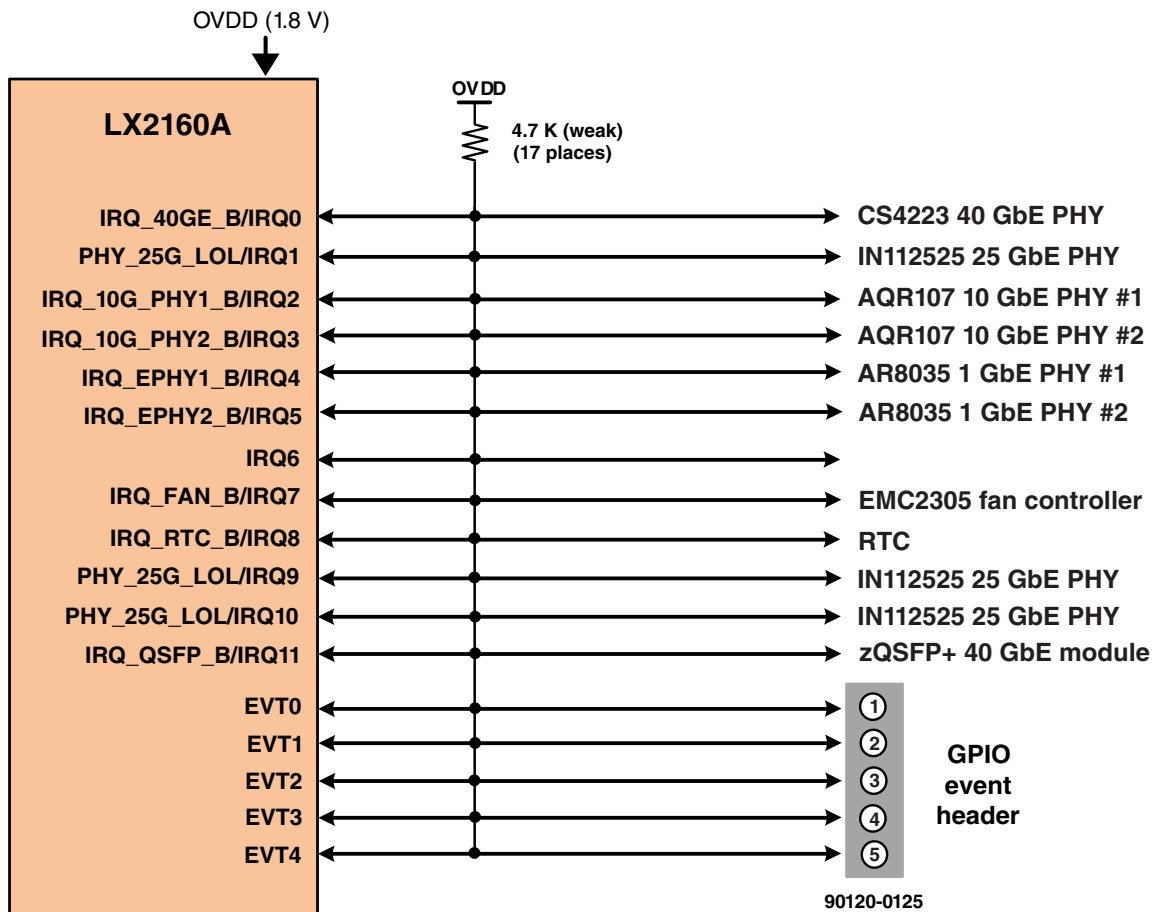 OVDD (1.8 V)
LX2160A
OVDD
4.7 K (weak)
(17 places)
IRQ_40GE_B/IRQ0 CS4223 40 GbE PHY
PHY_25G_LOL/IRQ1 IN112525 25 GbE PHY
IRQ_10G_PHY1_B/IRQ2 AQR107 10 GbE PHY #1
IRQ_10G_PHY2_B/IRQ3 AQR107 10 GbE PHY #2
IRQ_EPHY1_B/IRQ4 AR8035 1 GbE PHY #1
IRQ_EPHY2_B/IRQ5 AR8035 1 GbE PHY #2
IRQ6
IRQ_FAN_B/IRQ7 EMC2305 fan controller
IRQ_RTC_B/IRQ8 RTC
PHY_25G_LOL/IRQ9 IN112525 25 GbE PHY
PHY_25G_LOL/IRQ10 IN112525 25 GbE PHY
IRQ_QSFP_B/IRQ11 zQSFP+ 40 GbE module
EVT0 1
EVT1 2
EVT2 3
EVT3 4
EVT4 5
GPIO
event
header
90120-0125